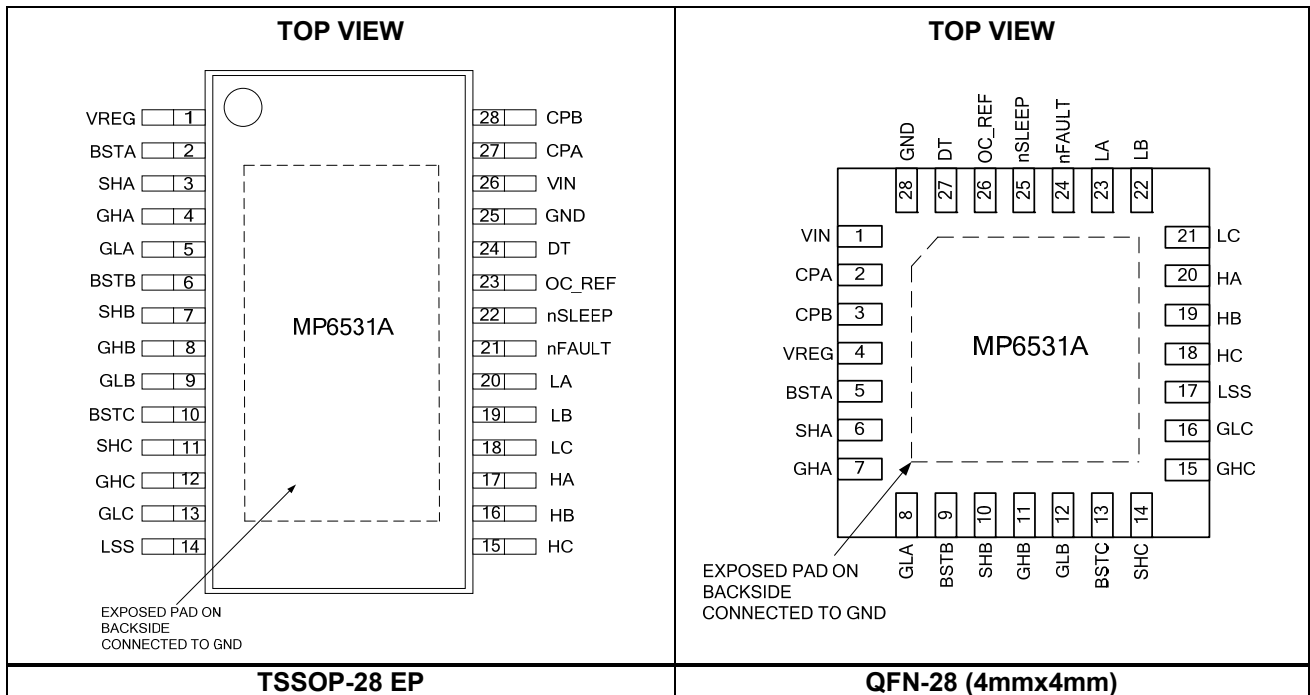 TOP VIEW
VREG 1
BSTA 2
SHA 3
GHA 4
GLA 5
BSTB 6
SHB 7
GHB 8
GLB 9
BSTC 10
SHC 11
GHC 12
GLC 13
LSS 14
MP6531A
28 CPB
27 CPA
26 VIN
25 GND
24 DT
23 OC_REF
22 nSLEEP
21 nFAULT
20 LA
19 LB
18 LC
17 HA
16 HB
15 HC
EXPOSED PAD ON
BACKSIDE
CONNECTED TO GND
TSSOP-28 EP
TOP VIEW
GND DT OC_REF nSLEEP nFAULT LA LB
28 27 26 25 24 23 22
VIN 1
CPA 2
CPB 3
VREG 4
BSTA 5
SHA 6
GHA 7
MP6531A
21 LC
20 HA
19 HB
18 HC
17 LSS
16 GLC
15 GHC
8 9 10 11 12 13 14
GLA BSTB SHB GHB GLB BSTC SHC
EXPOSED PAD ON
BACKSIDE
CONNECTED TO GND
QFN-28 (4mmx4mm)